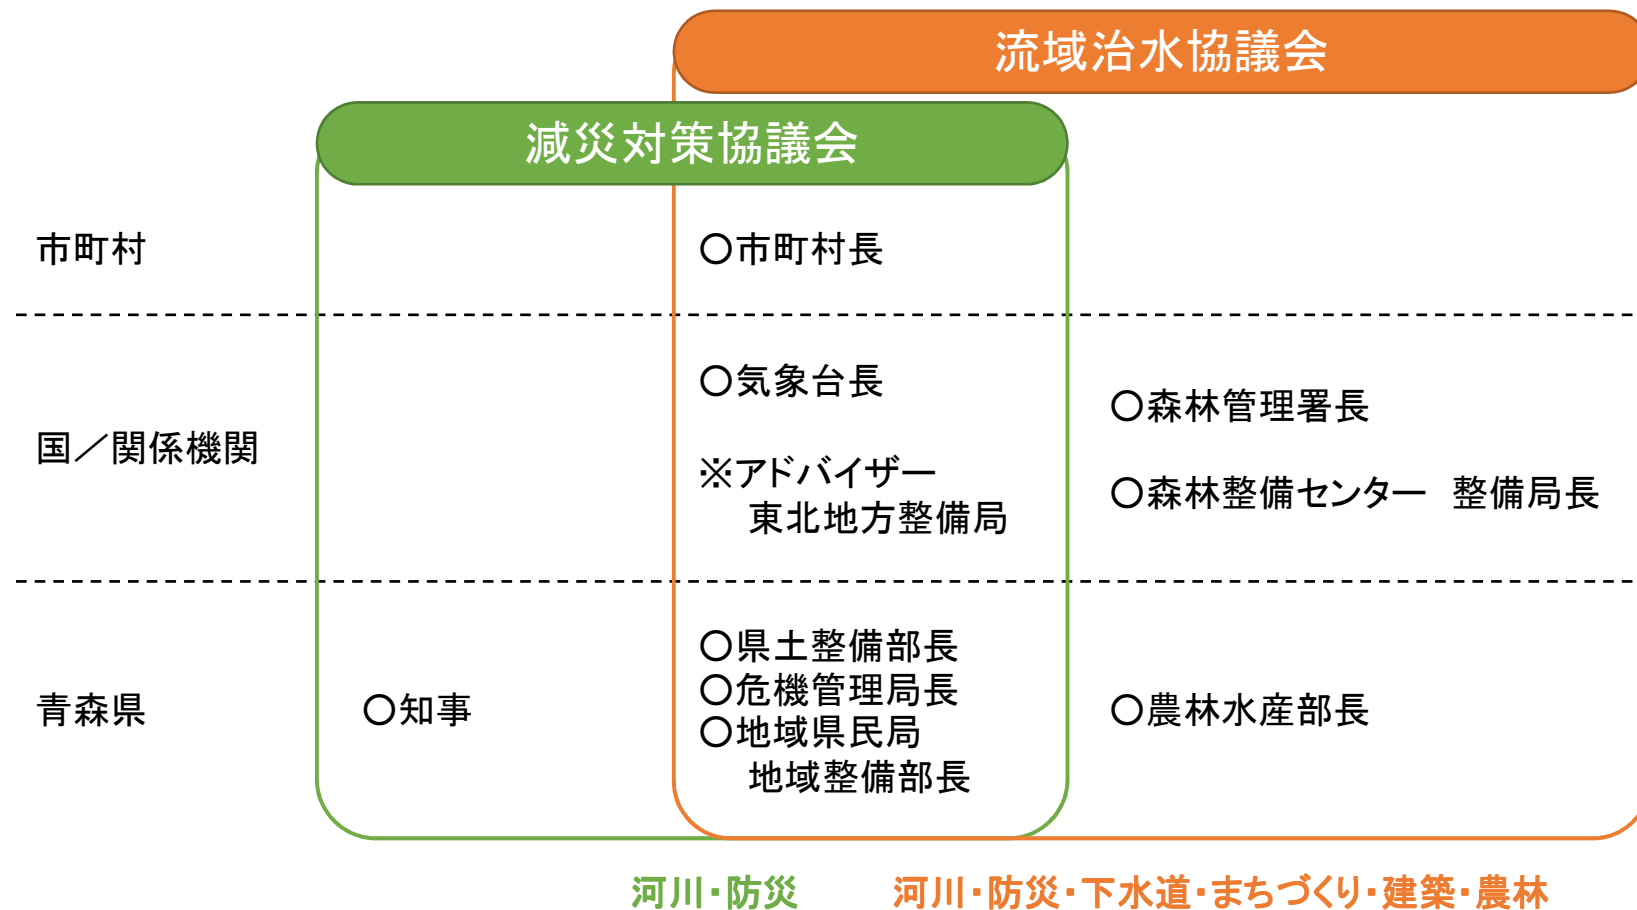 流域治水協議会
減災対策協議会
市町村
〇市町村長
国／関係機関
〇気象台長
※アドバイザー
東北地方整備局
〇森林管理署長
〇森林整備センター　整備局長
青森県
〇知事
〇県土整備部長
〇危機管理局長
〇地域県民局
地域整備部長
〇農林水産部長
河川・防災
河川・防災・下水道・まちづくり・建築・農林